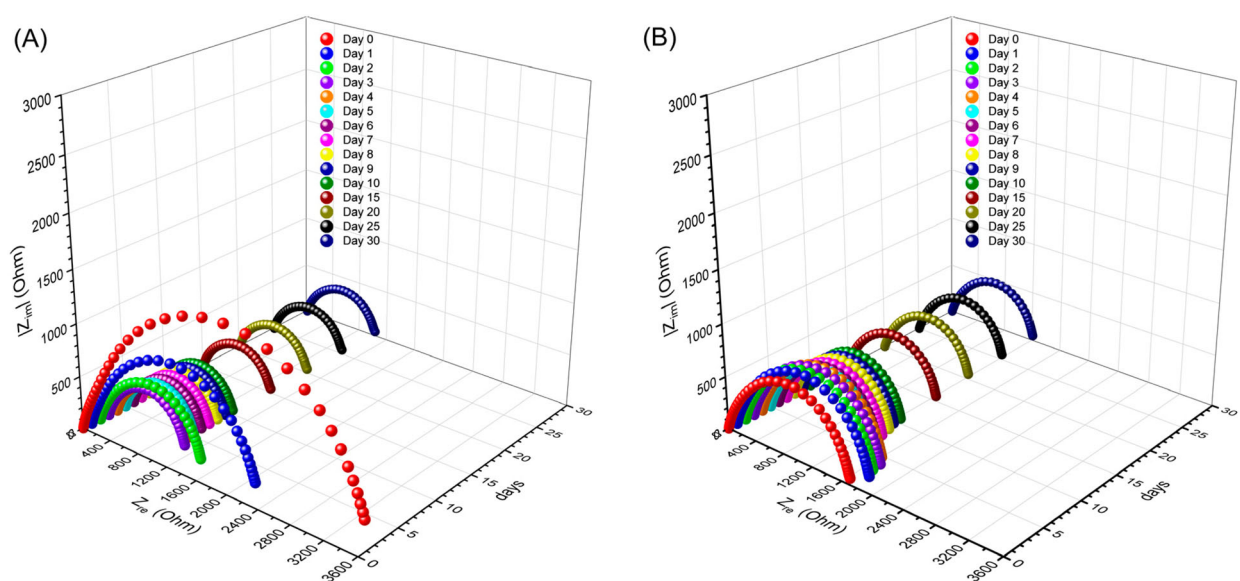 (A)
Day 0
Day 1
Day 2
Day 3
Day 4
Day 5
Day 6
Day 7
Day 8
Day 9
Day 10
Day 15
Day 20
Day 25
Day 30
3000
2500
2000
1500
1000
500
|Zim| (Ohm)
400
800
1200
1600
2000
2400
2800
3200
3600
Zre (Ohm)
0
5
10
15
20
25
30
days
(B)
Day 0
Day 1
Day 2
Day 3
Day 4
Day 5
Day 6
Day 7
Day 8
Day 9
Day 10
Day 15
Day 20
Day 25
Day 30
3000
2500
2000
1500
1000
500
|Zim| (Ohm)
400
800
1200
1600
2000
2400
2800
3200
3600
Zre (Ohm)
0
5
10
15
20
25
30
days